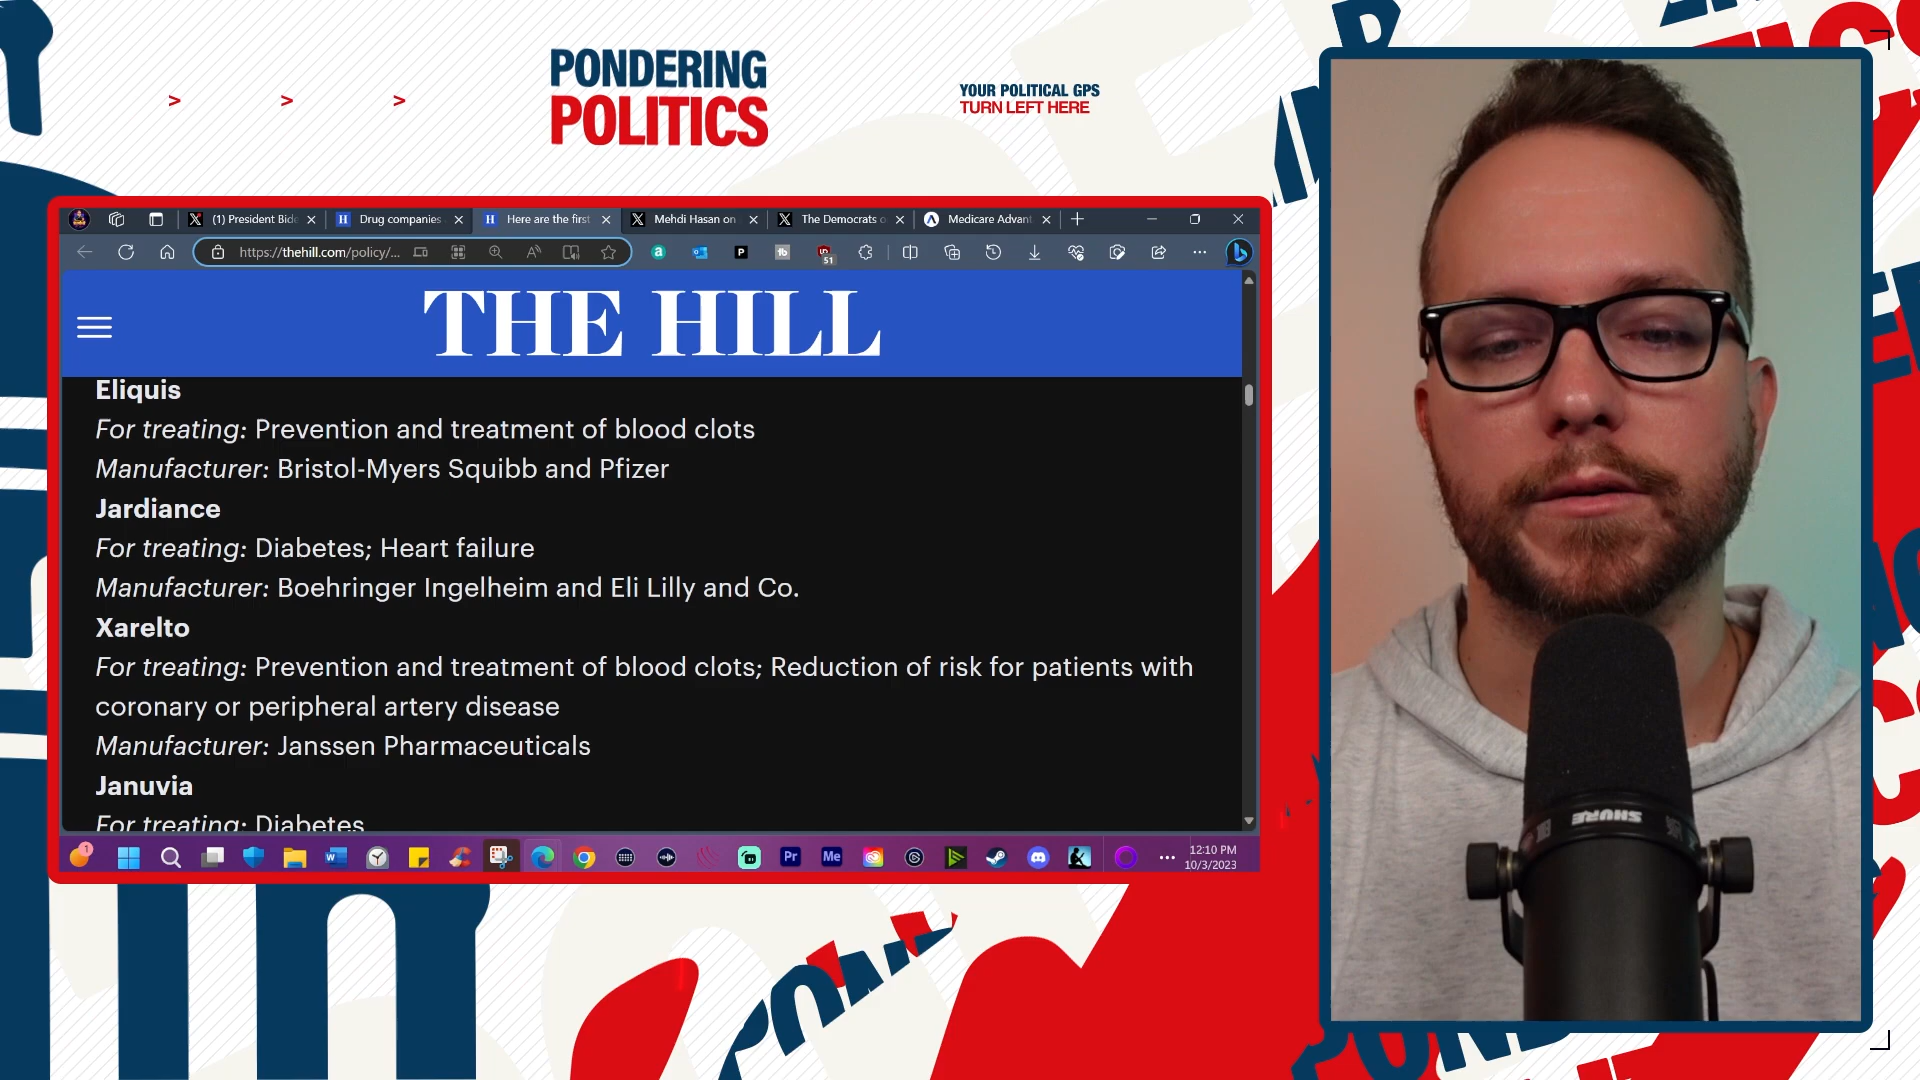 PONDERING
POLITICS
YOUR POLITICAL GPS
TURN LEFT HERE
> > >
(1) President Bide
Drug companies
Here are the first
Mehdi Hasan on
The Democrats o
Medicare Advant
https://thehill.com/policy/...
51
THE HILL
Eliquis
For treating: Prevention and treatment of blood clots
Manufacturer: Bristol-Myers Squibb and Pfizer
Jardiance
For treating: Diabetes; Heart failure
Manufacturer: Boehringer Ingelheim and Eli Lilly and Co.
Xarelto
For treating: Prevention and treatment of blood clots; Reduction of risk for patients with
coronary or peripheral artery disease
Manufacturer: Janssen Pharmaceuticals
Januvia
For treating: Diabetes
1
Pr
Me
12:10 PM
10/3/2023
SHURE